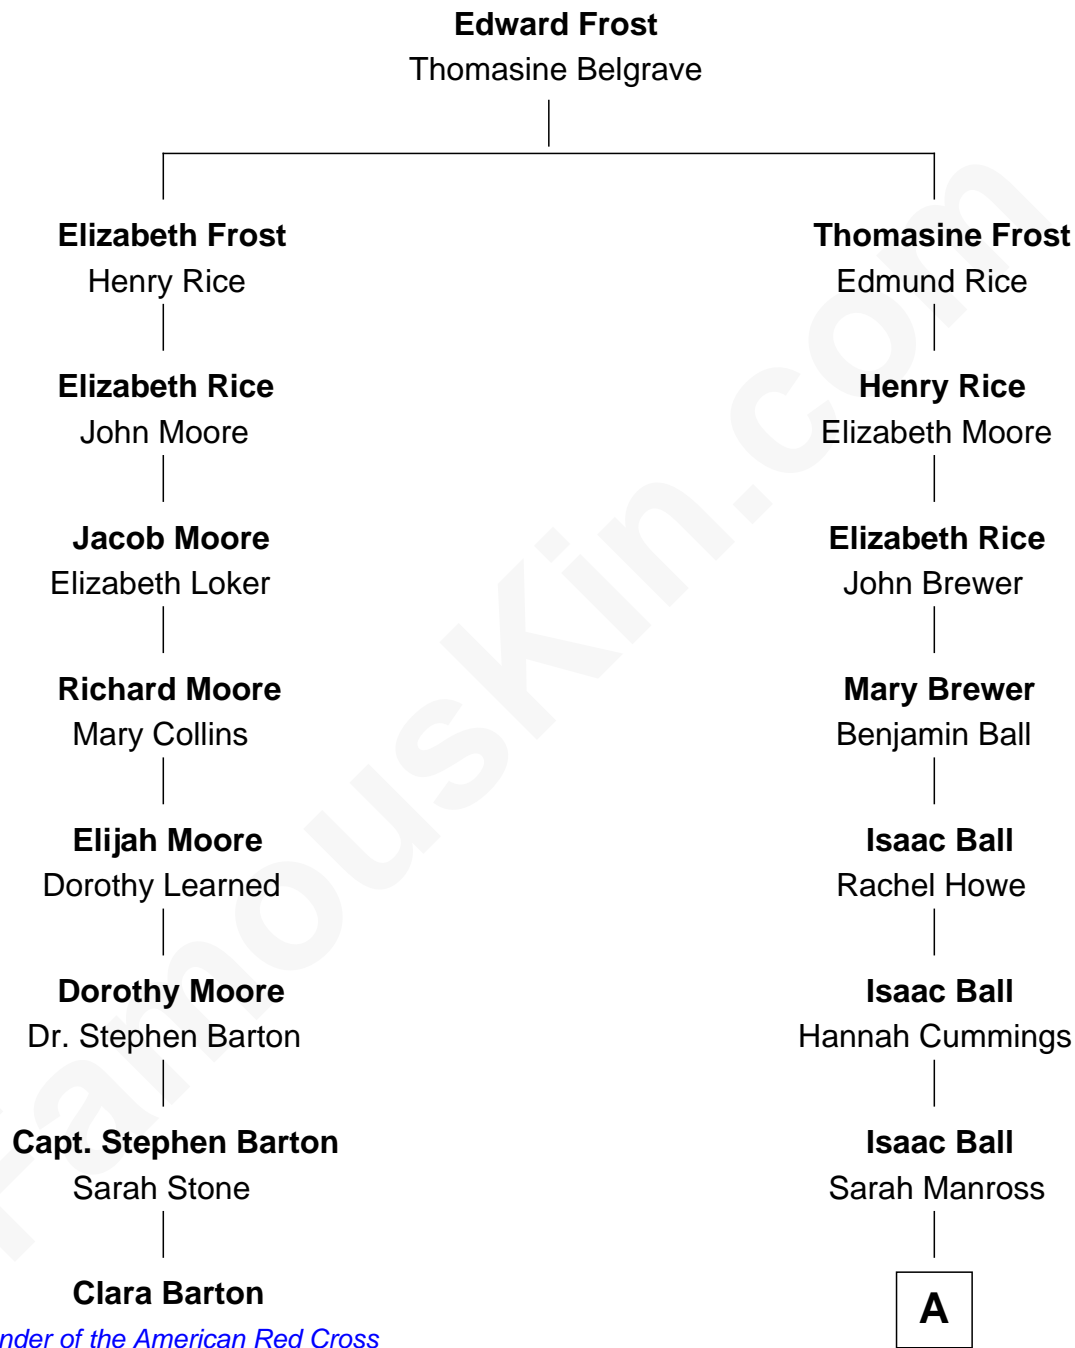 Edward Frost
Thomasine Belgrave
Elizabeth Frost
Henry Rice
Thomasine Frost
Edmund Rice
Elizabeth Rice
John Moore
Henry Rice
Elizabeth Moore
Jacob Moore
Elizabeth Loker
Elizabeth Rice
John Brewer
Richard Moore
Mary Collins
Mary Brewer
Benjamin Ball
Elijah Moore
Dorothy Learned
Isaac Ball
Rachel Howe
Dorothy Moore
Dr. Stephen Barton
Isaac Ball
Hannah Cummings
Capt. Stephen Barton
Sarah Stone
Isaac Ball
Sarah Manross
Clara Barton
nder of the American Red Cross
A
FamousKin.com